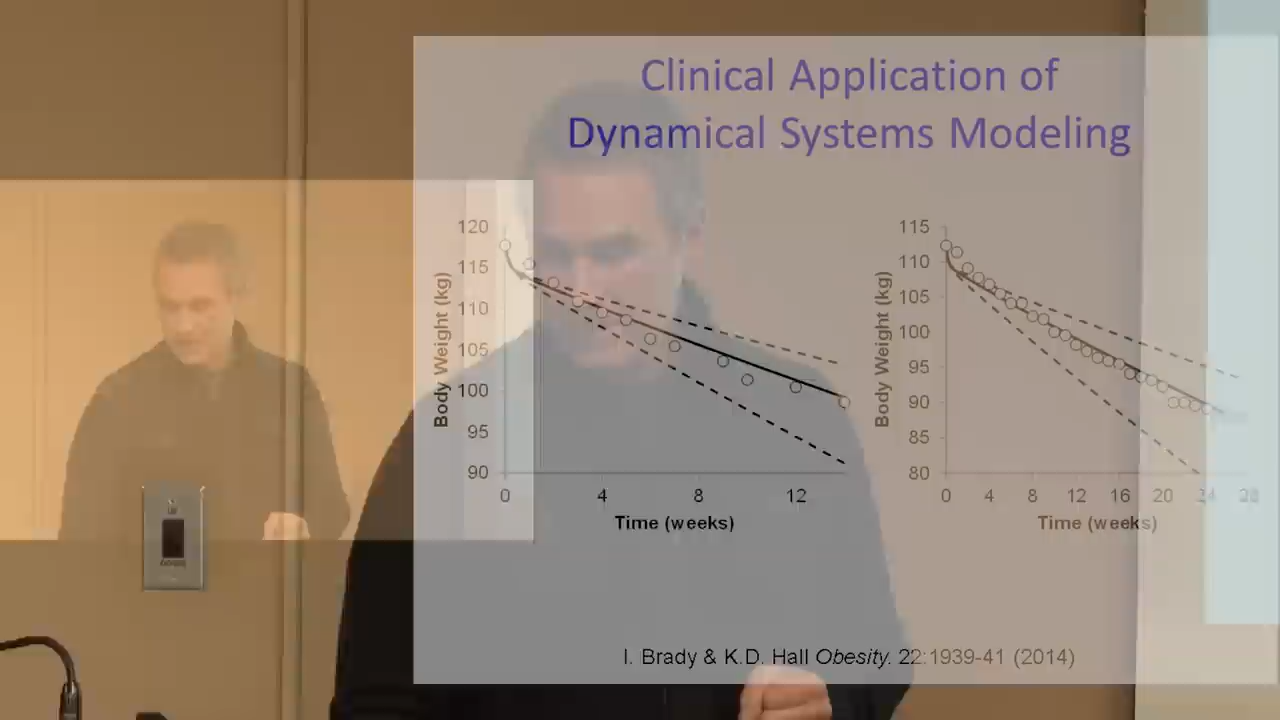 Clinical Application of
Dynamical Systems Modeling
120
115
110
105
100
95
90
Body Weight (kg)
0 4 8 12
Time (weeks)
115
110
105
100
95
90
85
80
Body Weight (kg)
0 4 8 12 16 20 24 28
Time (weeks)
I. Brady & K.D. Hall Obesity. 22:1939-41 (2014)